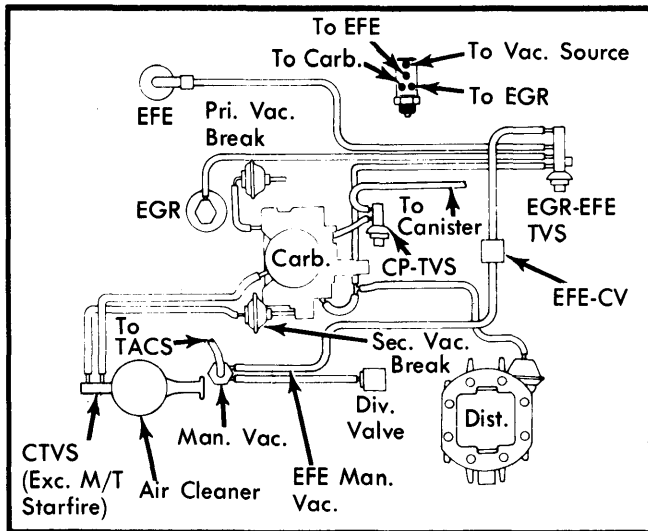 To EFE
To Carb.
To Vac. Source
To EGR
EFE
Pri. Vac.
Break
EGR
To
Canister
EGR-EFE
TVS
Carb.
CP-TVS
EFE-CV
To
TACS
Sec. Vac.
Break
Man. Vac.
Div.
Valve
Dist.
CTVS
(Exc. M/T
Starfire)
Air Cleaner
EFE Man.
Vac.